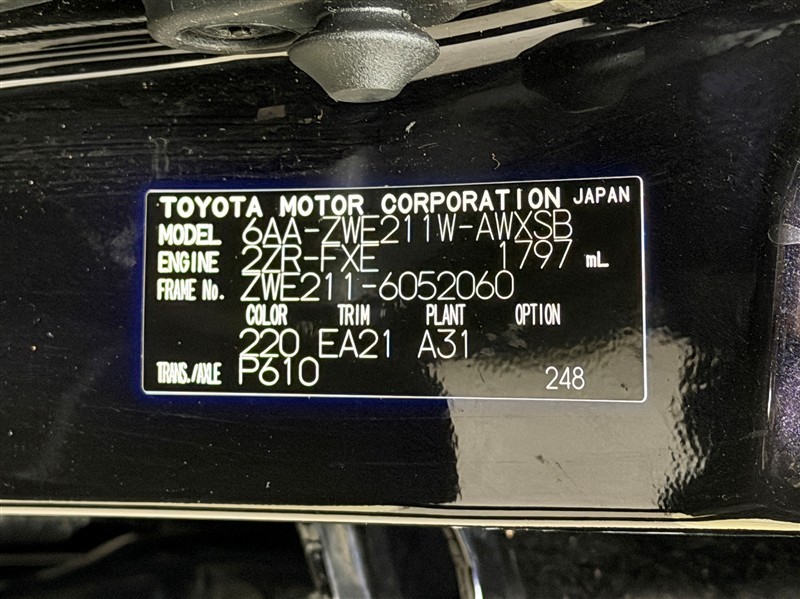 TOYOTA MOTOR CORPORATION JAPAN
MODEL 6AA-ZWE211W-AWXSB
ENGINE 2ZR-FXE 1797 mL
FRAME No. ZWE211-6052060
COLOR TRIM PLANT OPTION
220 EA21 A31
TRANS./AXLE P610 248